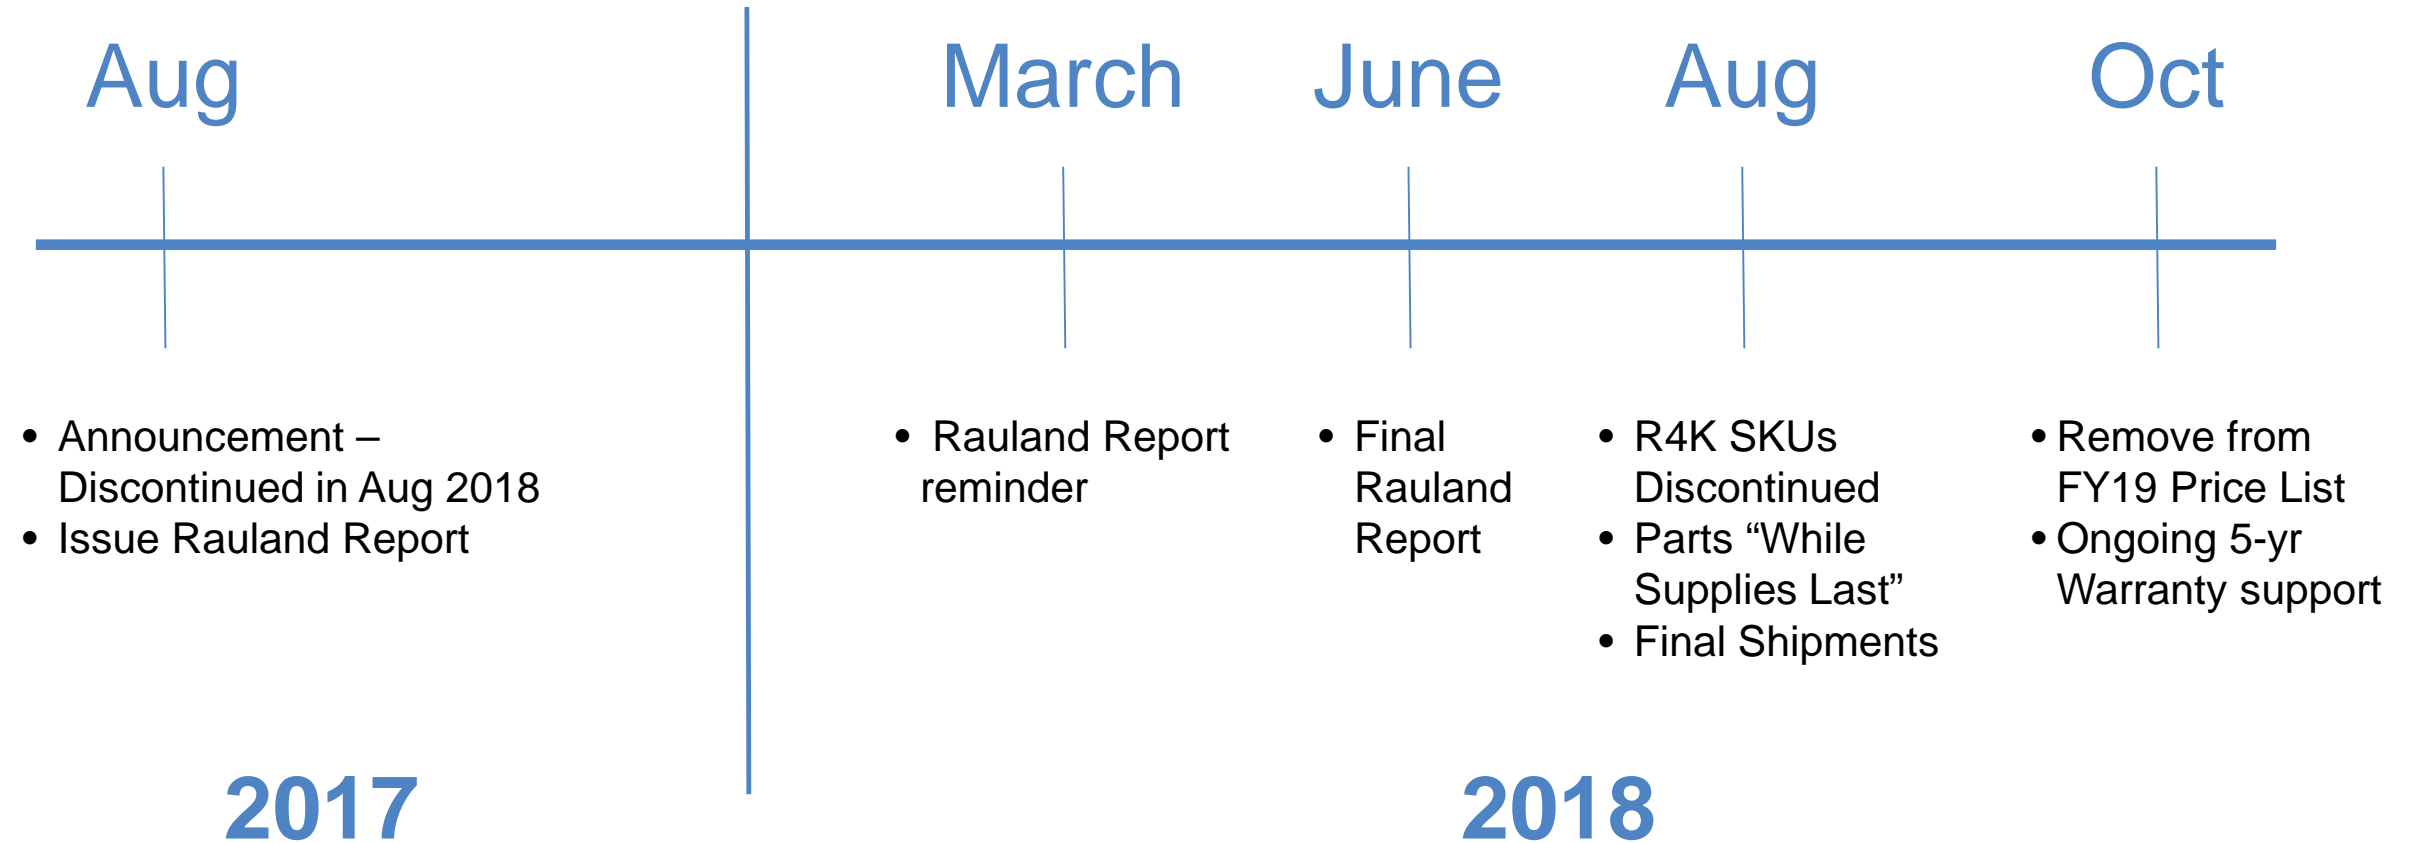 Aug
March
June
Aug
Oct
• Announcement –
Discontinued in Aug 2018
• Issue Rauland Report
• Rauland Report
reminder
• Final
Rauland
Report
• R4K SKUs
Discontinued
• Parts “While
Supplies Last”
• Final Shipments
• Remove from
FY19 Price List
• Ongoing 5-yr
Warranty support
2017
2018